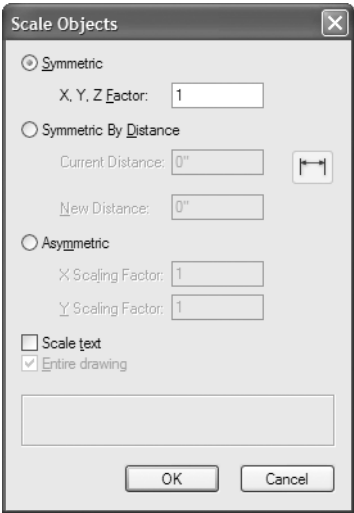 Scale Objects
Symmetric
X, Y, Z Factor: 1
Symmetric By Distance
Current Distance: 0"
New Distance: 0"
Asymmetric
X Scaling Factor: 1
Y Scaling Factor: 1
Scale text
Entire drawing
OK Cancel